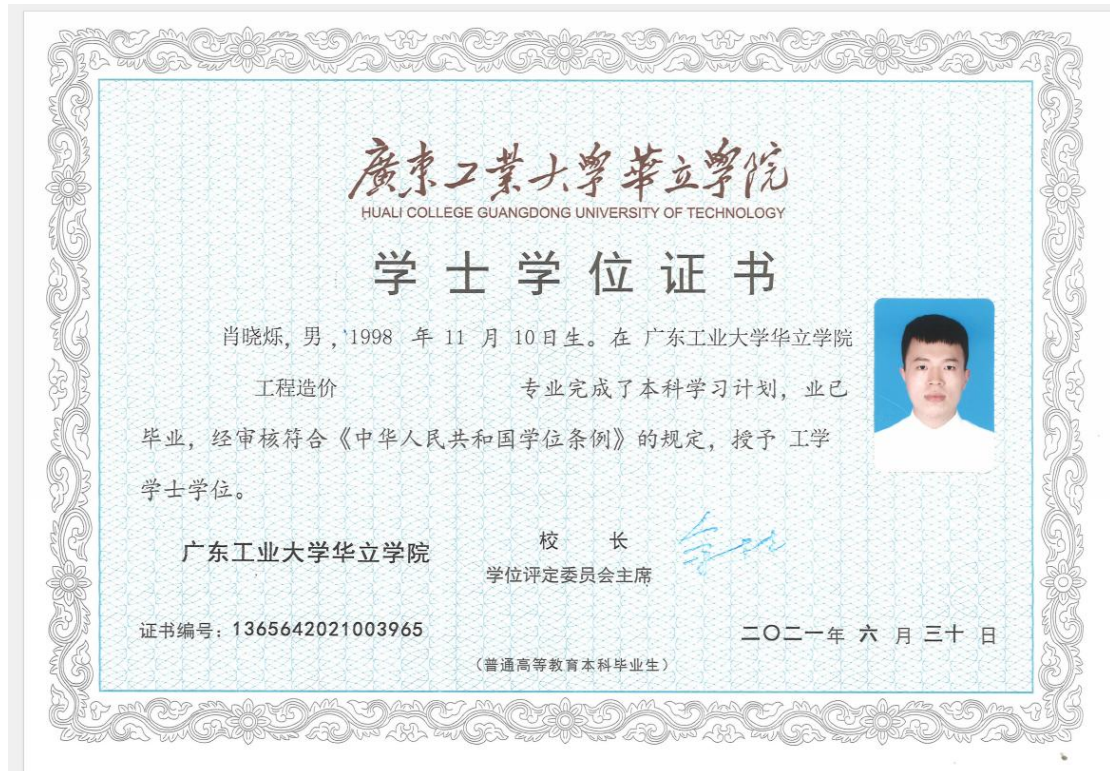 廣東工業大學華立學院
HUALI COLLEGE GUANGDONG UNIVERSITY OF TECHNOLOGY
学士学位证书
肖晓烁, 男, 1998 年 11 月 10日生。在 广东工业大学华立学院
工程造价 专业完成了本科学习计划, 业已
毕业, 经审核符合《中华人民共和国学位条例》的规定, 授予 工学
学士学位。
广东工业大学华立学院
校 长
学位评定委员会主席
证书编号: 1365642021003965
二〇二一年 六 月 三十 日
(普通高等教育本科毕业生)